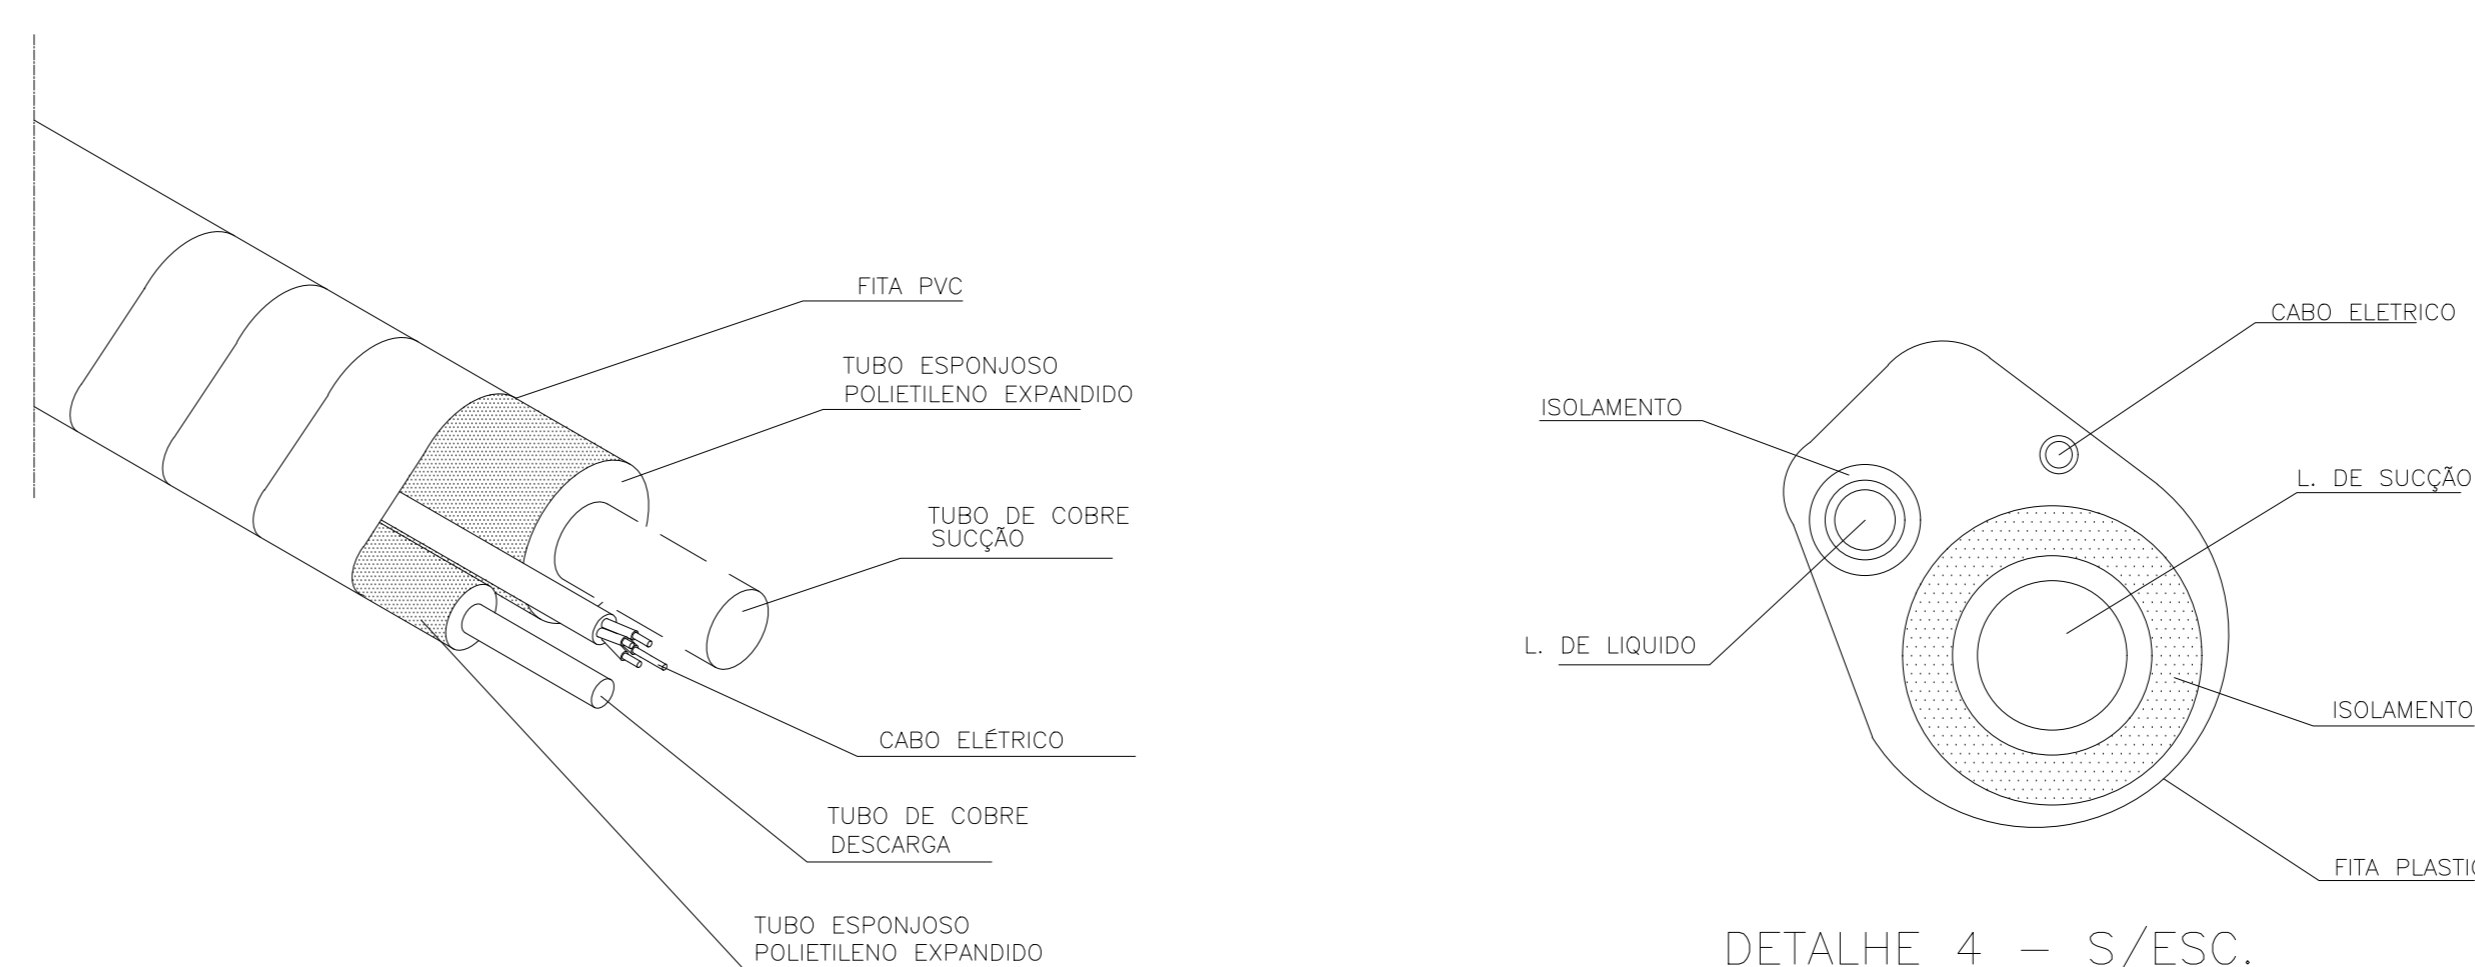 FITA PVC
TUBO ESPONJOSO
POLIETILENO EXPANDIDO
TUBO DE COBRE
SUCÇÃO
CABO ELÉTRICO
TUBO DE COBRE
DESCARGA
TUBO ESPONJOSO
POLIETILENO EXPANDIDO
CABO ELETRICO
ISOLAMENTO
L. DE SUCÇÃO
L. DE LIQUIDO
ISOLAMENTO
FITA
DETALHE 4 - S/ESC.